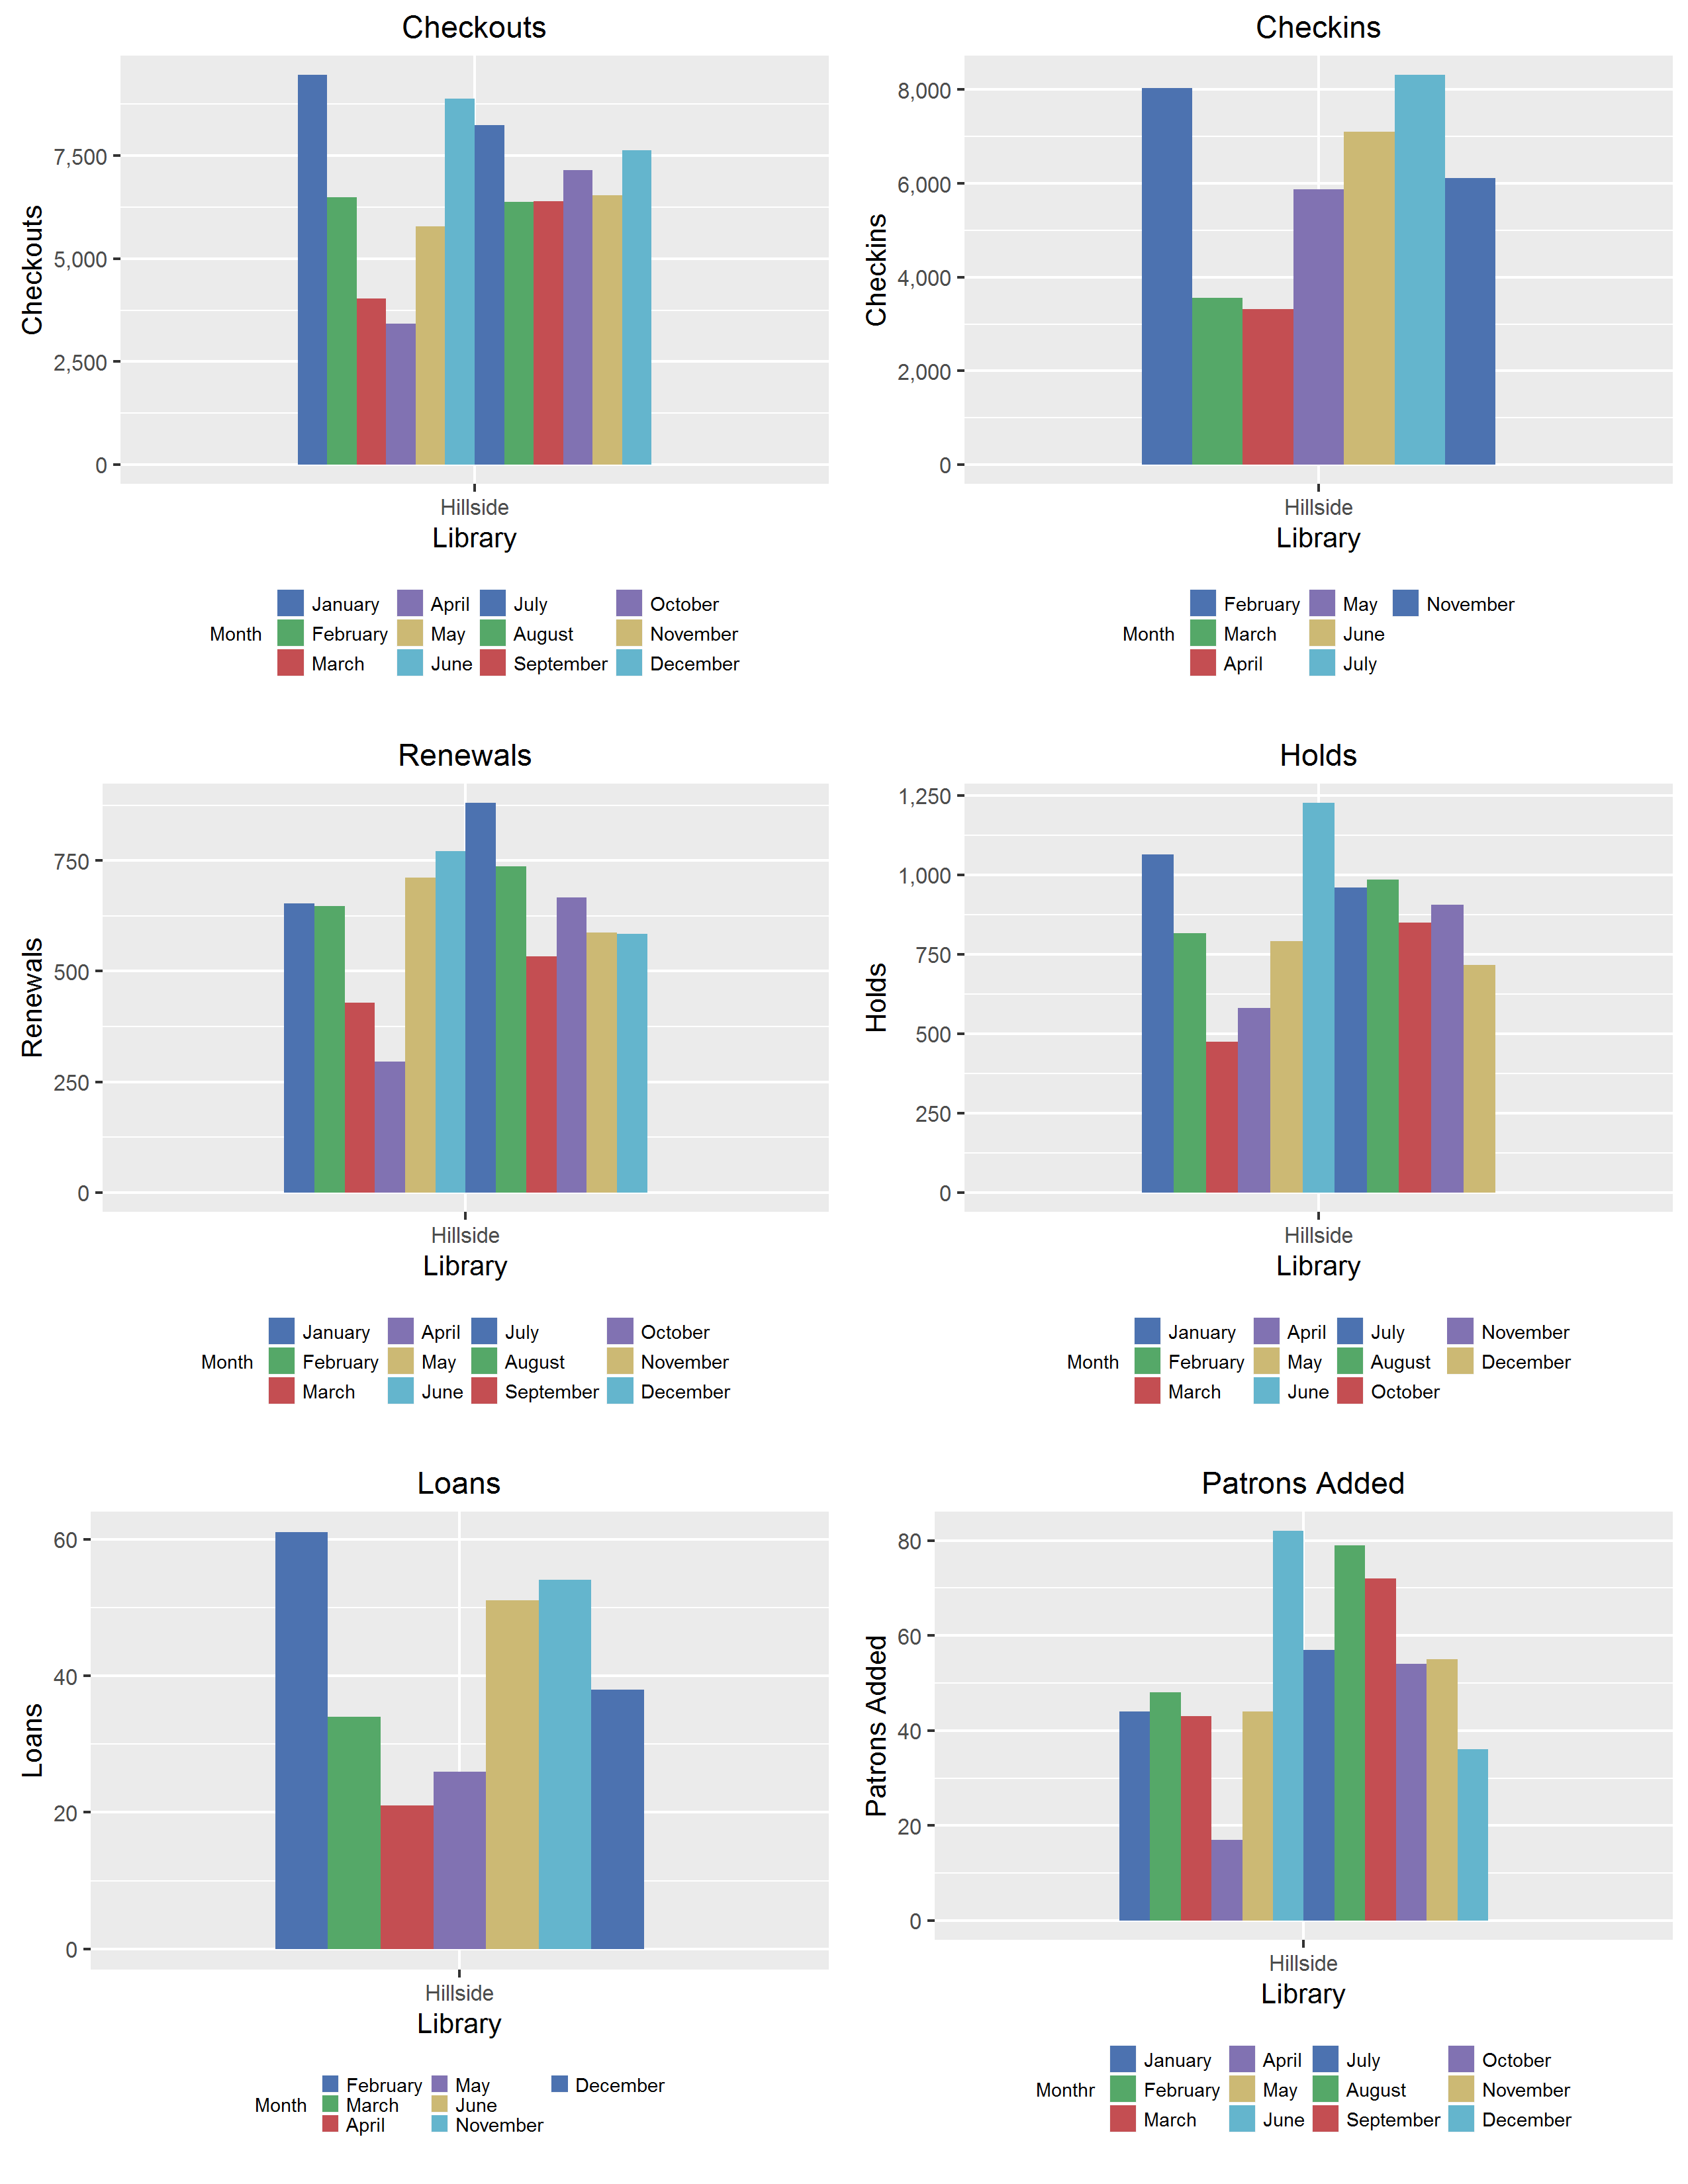 Checkouts
Checkouts
7,500
5,000
2,500
0
Hillside
Library
Month
January April July October
February May August November
March June September December
Checkins
Checkins
8,000
6,000
4,000
2,000
0
Hillside
Library
Month
February May November
March June
April July
Renewals
Renewals
750
500
250
0
Hillside
Library
Month
January April July October
February May August November
March June September December
Holds
Holds
1,250
1,000
750
500
250
0
Hillside
Library
Month
January April July November
February May August December
March June October
Loans
Loans
60
40
20
0
Hillside
Library
Month
February May December
March June
April November
Patrons Added
Patrons Added
80
60
40
20
0
Hillside
Library
Monthr
January April July October
February May August November
March June September December